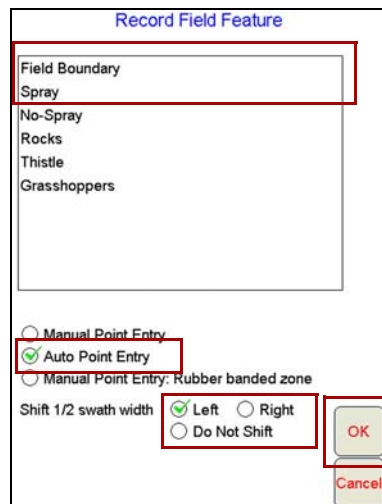 Record Field Feature
Field Boundary
Spray
No-Spray
Rocks
Thistle
Grasshoppers
Manual Point Entry
Auto Point Entry
Manual Point Entry: Rubber banded zone
Shift 1/2 swath width
Left
Right
Do Not Shift
OK
Cancel